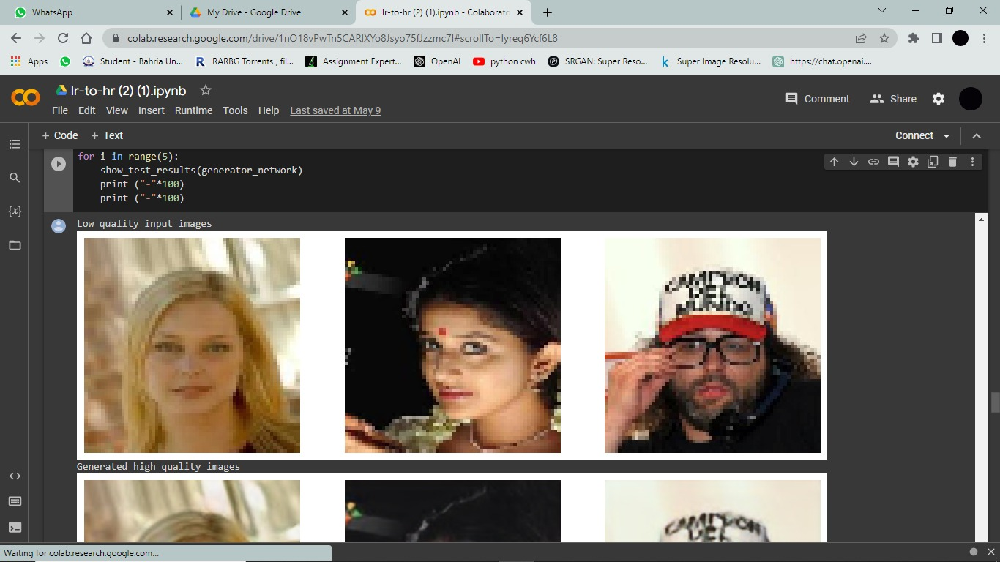 WhatsApp
My Drive - Google Drive
lr-to-hr (2) (1).ipynb - Colaborato
colab.research.google.com/drive/1nO18vPwTn5CARIXYo8Jsyo75fJzzmc7I#scrollTo=Iyreq6Ycf6L8
Apps
Student - Bahria Un...
RARBG Torrents , fil...
Assignment Expert...
OpenAI
python cwh
SRGAN: Super Reso...
Super Image Resolu...
https://chat.openai....
lr-to-hr (2) (1).ipynb
Comment
Share
File Edit View Insert Runtime Tools Help Last saved at May 9
+ Code + Text
Connect
for i in range(5):
    show_test_results(generator_network)
    print ("-"*100)
    print ("-"*100)
{x}
Low quality input images
CAMPEON
DEL
MUNDO
Generated high quality images
CAMPEON
DEL
Waiting for colab.research.google.com...